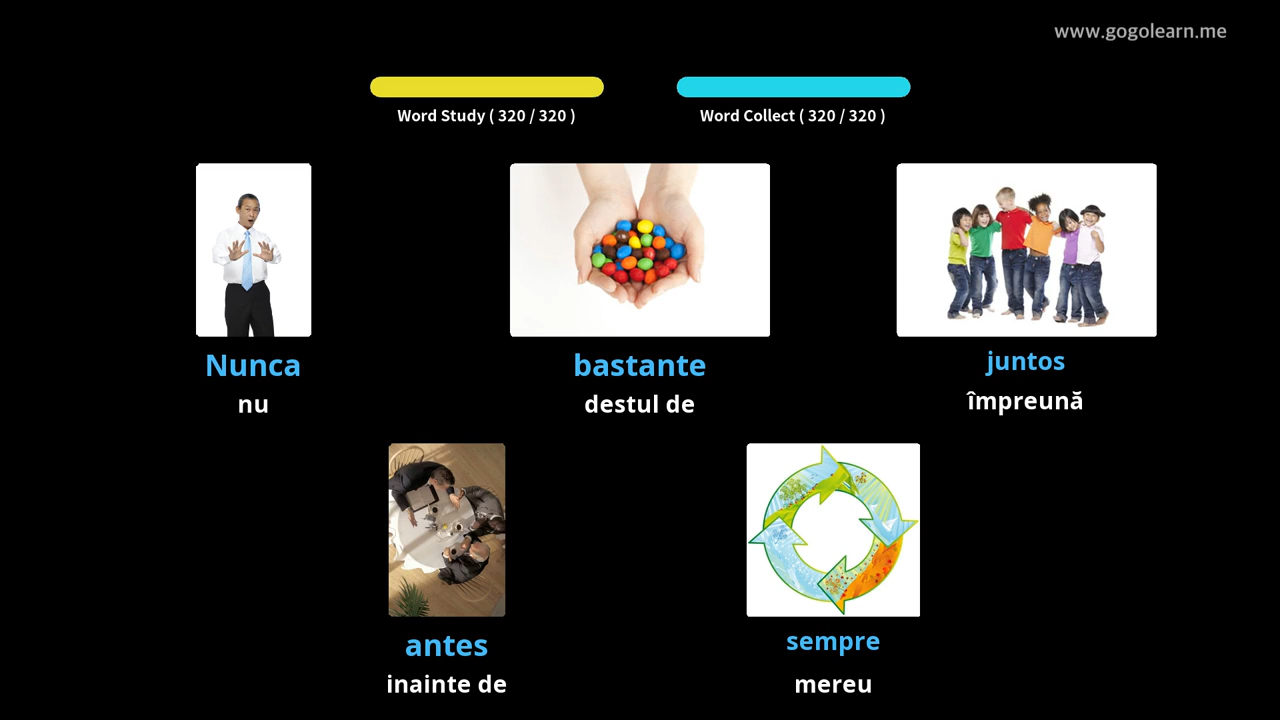 www.gogolearn.me
Word Study ( 320 / 320 )
Word Collect ( 320 / 320 )
Nunca
nu
bastante
destul de
juntos
împreună
antes
inainte de
sempre
mereu